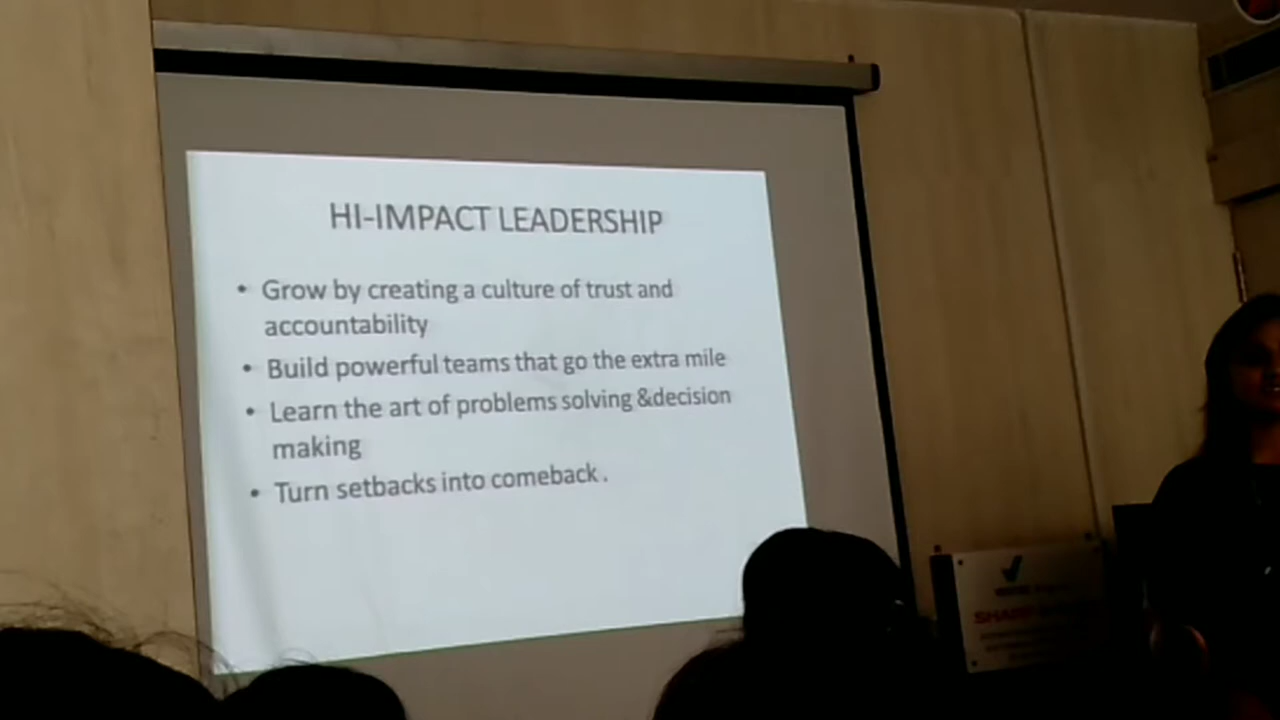 HI-IMPACT LEADERSHIP
• Grow by creating a culture of trust and
accountability
• Build powerful teams that go the extra mile
• Learn the art of problems solving &decision
making
• Turn setbacks into comeback .
SHARP